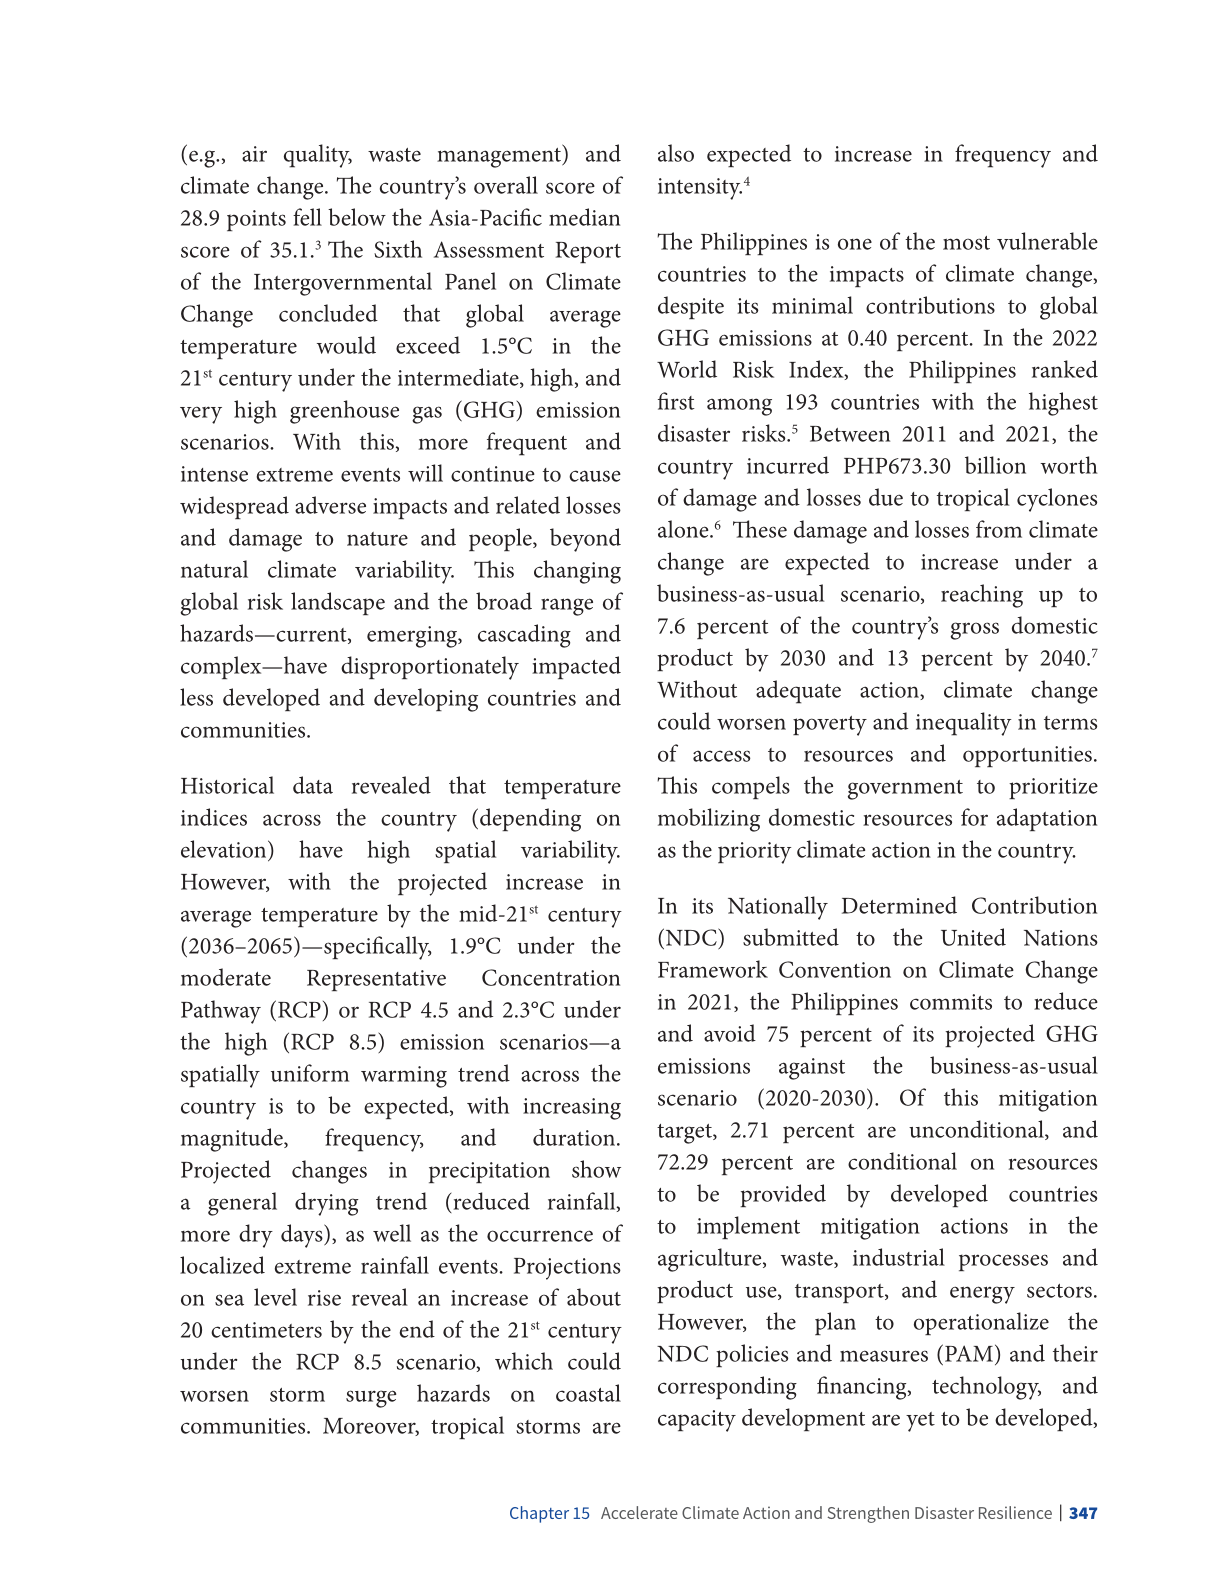 (e.g., air quality, waste management) and
climate change. The country’s overall score of
28.9 points fell below the Asia-Pacific median
score of 35.1.³ The Sixth Assessment Report
of the Intergovernmental Panel on Climate
Change concluded that global average
temperature would exceed 1.5°C in the
21st century under the intermediate, high, and
very high greenhouse gas (GHG) emission
scenarios. With this, more frequent and
intense extreme events will continue to cause
widespread adverse impacts and related losses
and damage to nature and people, beyond
natural climate variability. This changing
global risk landscape and the broad range of
hazards—current, emerging, cascading and
complex—have disproportionately impacted
less developed and developing countries and
communities.
Historical data revealed that temperature
indices across the country (depending on
elevation) have high spatial variability.
However, with the projected increase in
average temperature by the mid-21st century
(2036–2065)—specifically, 1.9°C under the
moderate Representative Concentration
Pathway (RCP) or RCP 4.5 and 2.3°C under
the high (RCP 8.5) emission scenarios—a
spatially uniform warming trend across the
country is to be expected, with increasing
magnitude, frequency, and duration.
Projected changes in precipitation show
a general drying trend (reduced rainfall,
more dry days), as well as the occurrence of
localized extreme rainfall events. Projections
on sea level rise reveal an increase of about
20 centimeters by the end of the 21st century
under the RCP 8.5 scenario, which could
worsen storm surge hazards on coastal
communities. Moreover, tropical storms are
also expected to increase in frequency and
intensity.⁴
The Philippines is one of the most vulnerable
countries to the impacts of climate change,
despite its minimal contributions to global
GHG emissions at 0.40 percent. In the 2022
World Risk Index, the Philippines ranked
first among 193 countries with the highest
disaster risks.⁵ Between 2011 and 2021, the
country incurred PHP673.30 billion worth
of damage and losses due to tropical cyclones
alone.⁶ These damage and losses from climate
change are expected to increase under a
business-as-usual scenario, reaching up to
7.6 percent of the country’s gross domestic
product by 2030 and 13 percent by 2040.⁷
Without adequate action, climate change
could worsen poverty and inequality in terms
of access to resources and opportunities.
This compels the government to prioritize
mobilizing domestic resources for adaptation
as the priority climate action in the country.
In its Nationally Determined Contribution
(NDC) submitted to the United Nations
Framework Convention on Climate Change
in 2021, the Philippines commits to reduce
and avoid 75 percent of its projected GHG
emissions against the business-as-usual
scenario (2020-2030). Of this mitigation
target, 2.71 percent are unconditional, and
72.29 percent are conditional on resources
to be provided by developed countries
to implement mitigation actions in the
agriculture, waste, industrial processes and
product use, transport, and energy sectors.
However, the plan to operationalize the
NDC policies and measures (PAM) and their
corresponding financing, technology, and
capacity development are yet to be developed,
Chapter 15 Accelerate Climate Action and Strengthen Disaster Resilience | 347